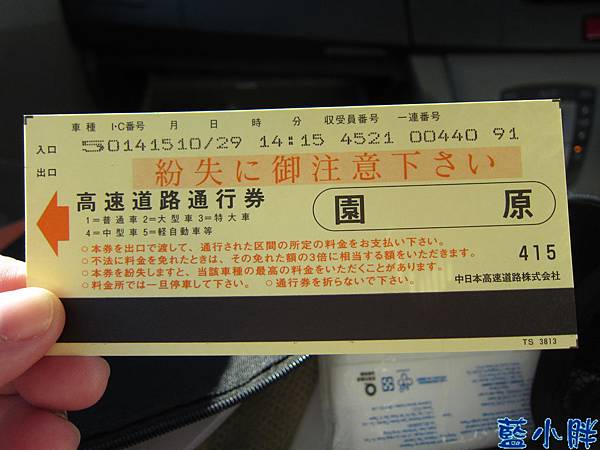 車種 I・C番号 月 日 時 分 収受員番号 一連番号
入口 50141510/29 14時15 4521 00440 91
出口
紛失に御注意下さい
高速道路通行券
園原
1=普通車 2=大型車 3=特大車
4=中型車 5=軽自動車等
○本券を出口で渡して、通行された区間の所定の料金をお支払い下さい。
○不法に料金を免れたときは、その免れた額の3倍に相当する額をいただきます。
○本券を紛失しますと、当該車種の最高の料金をいただくことがあります。
○料金所では一旦停車して下さい。 ○通行券を折らないで下さい。
415
中日本高速道路株式会社
TS 3813
藍小胖